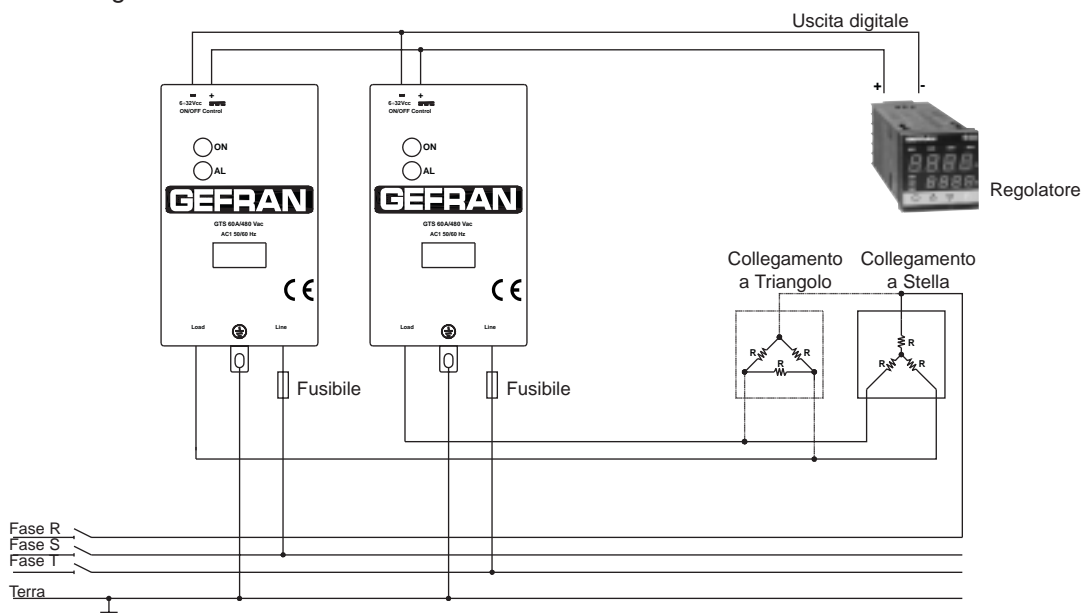 Uscita digitale
+ -
- +
6÷32Vcc
ON/OFF Control
ON
AL
GEFRAN
GTS 60A/480 Vac
AC1 50/60 Hz
CE
Load
Line
Fusibile
- +
6÷32Vcc
ON/OFF Control
ON
AL
GEFRAN
GTS 60A/480 Vac
AC1 50/60 Hz
CE
Load
Line
Fusibile
Regolatore
Collegamento
a Triangolo
R
R
R
Collegamento
a Stella
R
R
R
Fase R
Fase S
Fase T
Terra